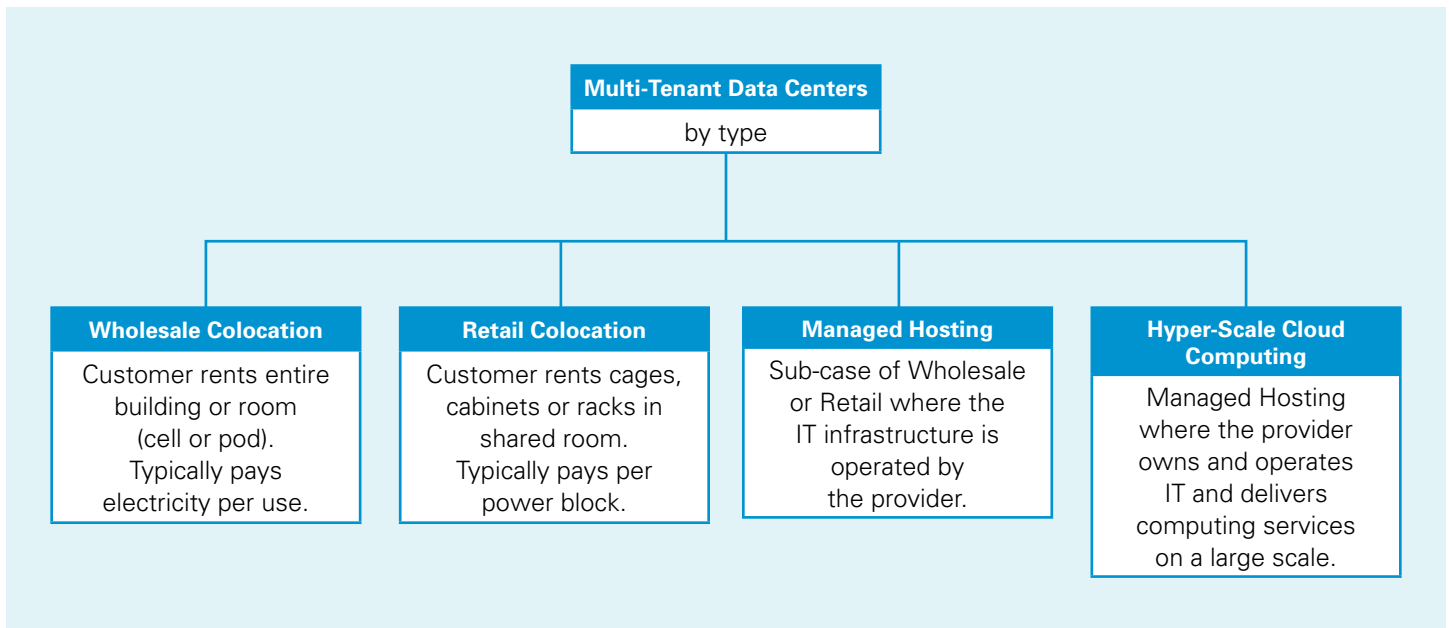 Multi-Tenant Data Centers
by type
Wholesale Colocation
Customer rents entire
building or room
(cell or pod).
Typically pays
electricity per use.
Retail Colocation
Customer rents cages,
cabinets or racks in
shared room.
Typically pays per
power block.
Managed Hosting
Sub-case of Wholesale
or Retail where the
IT infrastructure is
operated by
the provider.
Hyper-Scale Cloud
Computing
Managed Hosting
where the provider
owns and operates
IT and delivers
computing services
on a large scale.